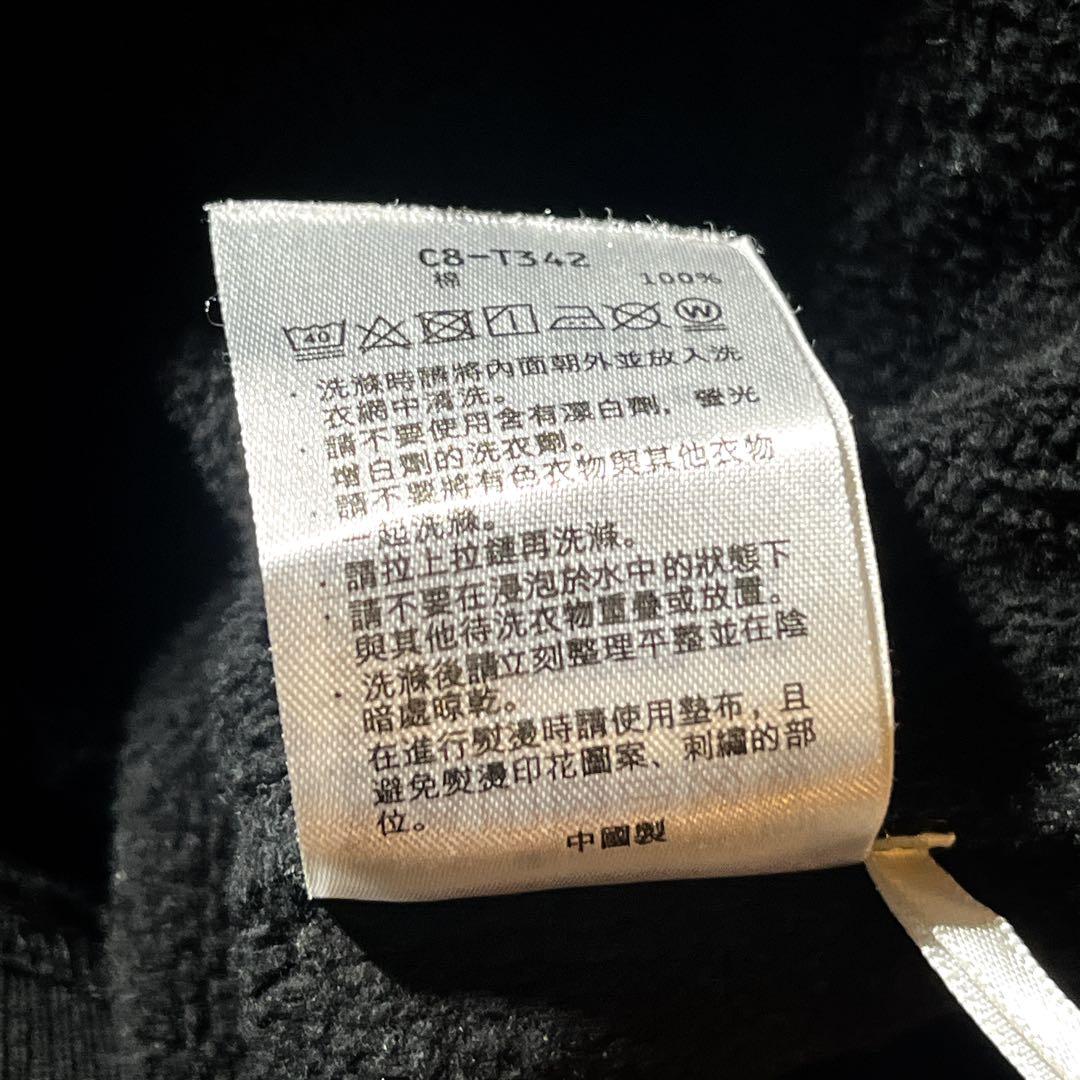 C8-T342
棉 100%
40
W
· 洗滌時請將內面朝外並放入洗
衣網中清洗。
· 請不要使用含有漂白劑，螢光
增白劑的洗衣劑。
· 請不要將有色衣物與其他衣物
一起洗滌。
· 請拉上拉鏈再洗滌。
· 請不要在浸泡於水中的狀態下
與其他待洗衣物重疊或放置。
· 洗滌後請立刻整理平整並在陰
暗處晾乾。
· 在進行熨燙時請使用墊布，且
避免熨燙印花圖案、刺繡的部
位。
中國製